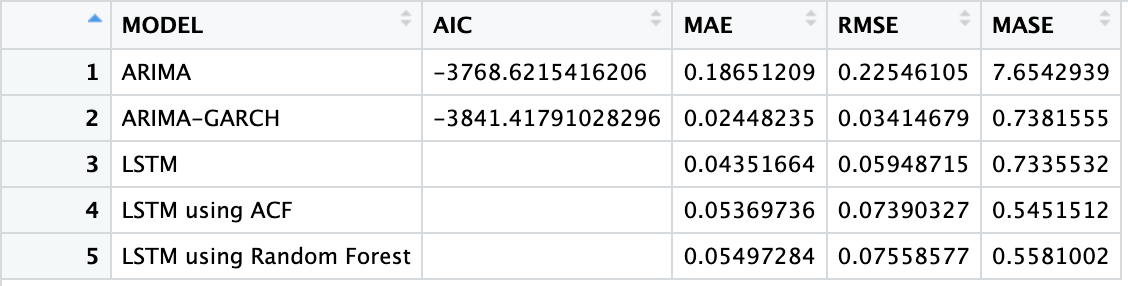 MODEL AIC MAE RMSE MASE
1 ARIMA -3768.6215416206 0.18651209 0.22546105 7.6542939
2 ARIMA-GARCH -3841.41791028296 0.02448235 0.03414679 0.7381555
3 LSTM 0.04351664 0.05948715 0.7335532
4 LSTM using ACF 0.05369736 0.07390327 0.5451512
5 LSTM using Random Forest 0.05497284 0.07558577 0.5581002